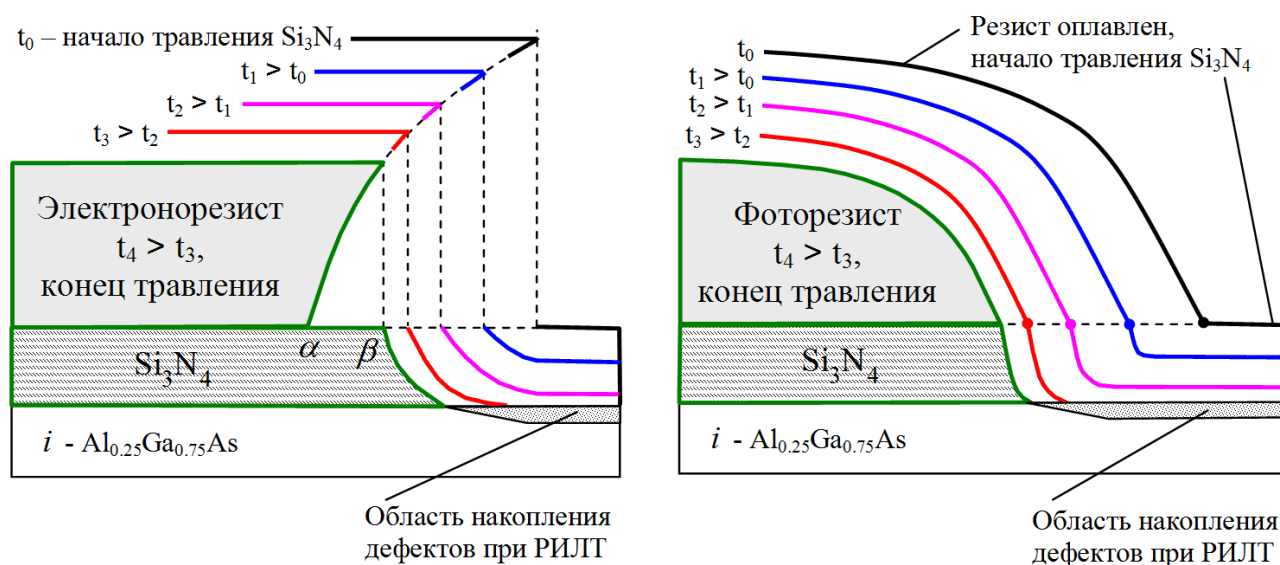 t₀ – начало травления Si₃N₄
t₁ > t₀
t₂ > t₁
t₃ > t₂
Электронорезист
t₄ > t₃,
конец травления
α
β
Si₃N₄
i - Al₀.₂₅Ga₀.₇₅As
Область накопления
дефектов при РИЛТ
Резист оплавлен,
начало травления Si₃N₄
t₀
t₁ > t₀
t₂ > t₁
t₃ > t₂
Фоторезист
t₄ > t₃,
конец травления
Si₃N₄
i - Al₀.₂₅Ga₀.₇₅As
Область накопления
дефектов при РИЛТ